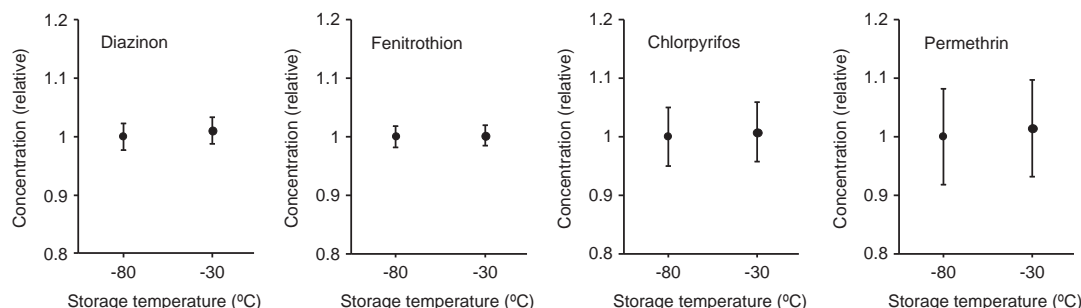 1.2
1.1
1
0.9
0.8
Concentration (relative)
Diazinon
-80
-30
Storage temperature (ºC)
1.2
1.1
1
0.9
0.8
Concentration (relative)
Fenitrothion
-80
-30
Storage temperature (ºC)
1.2
1.1
1
0.9
0.8
Concentration (relative)
Chlorpyrifos
-80
-30
Storage temperature (ºC)
1.2
1.1
1
0.9
0.8
Concentration (relative)
Permethrin
-80
-30
Storage temperature (ºC)